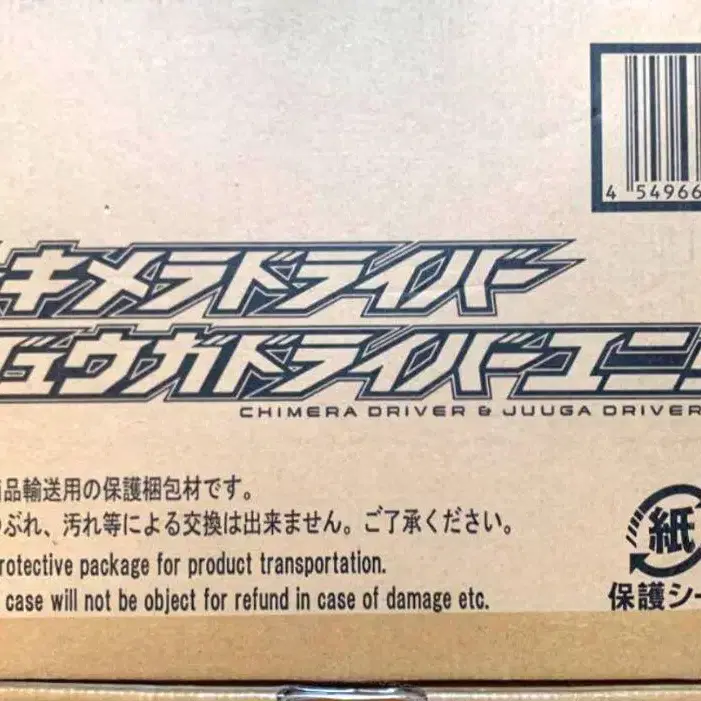 4 54966
キメラドライバー
ジュウガドライバーユニ
CHIMERA DRIVER & JUUGA DRIVER
商品輸送用の保護梱包材です。
つぶれ、汚れ等による交換は出来ません。ご了承ください。
rotective package for product transportation.
case will not be object for refund in case of damage etc.
紙
保護シー